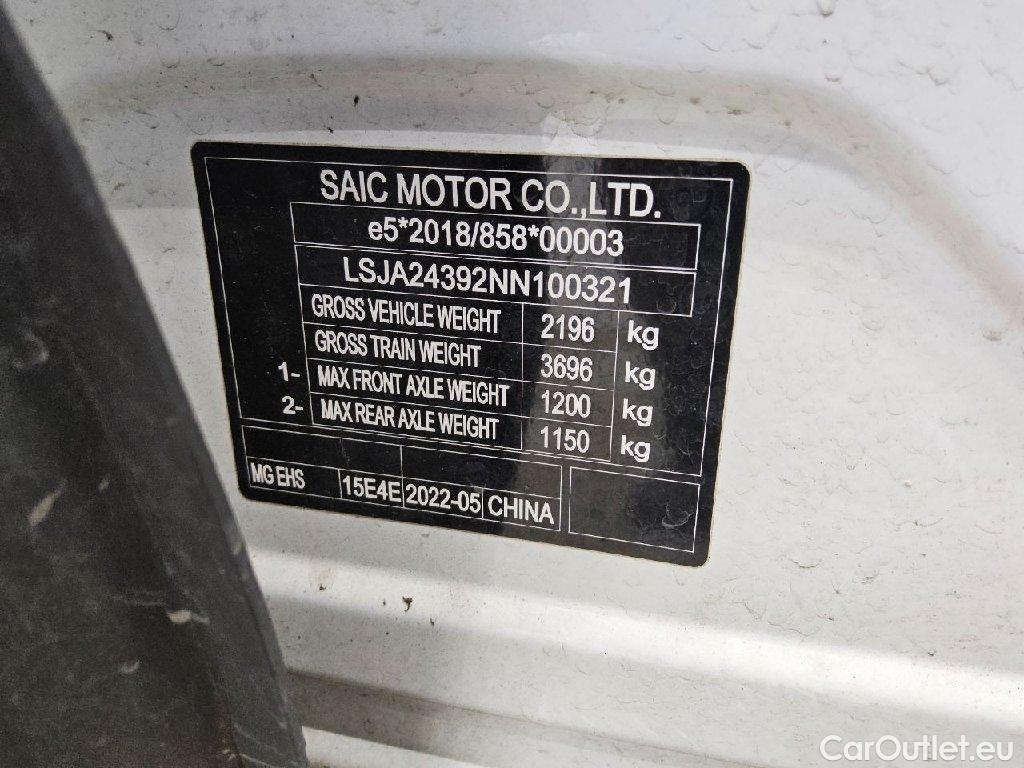 SAIC MOTOR CO.,LTD.
e5*2018/858*00003
LSJA24392NN100321
GROSS VEHICLE WEIGHT 2196 kg
GROSS TRAIN WEIGHT 3696 kg
1- MAX FRONT AXLE WEIGHT 1200 kg
2- MAX REAR AXLE WEIGHT 1150 kg
MG EHS 15E4E 2022-05 CHINA
CarOutlet.eu